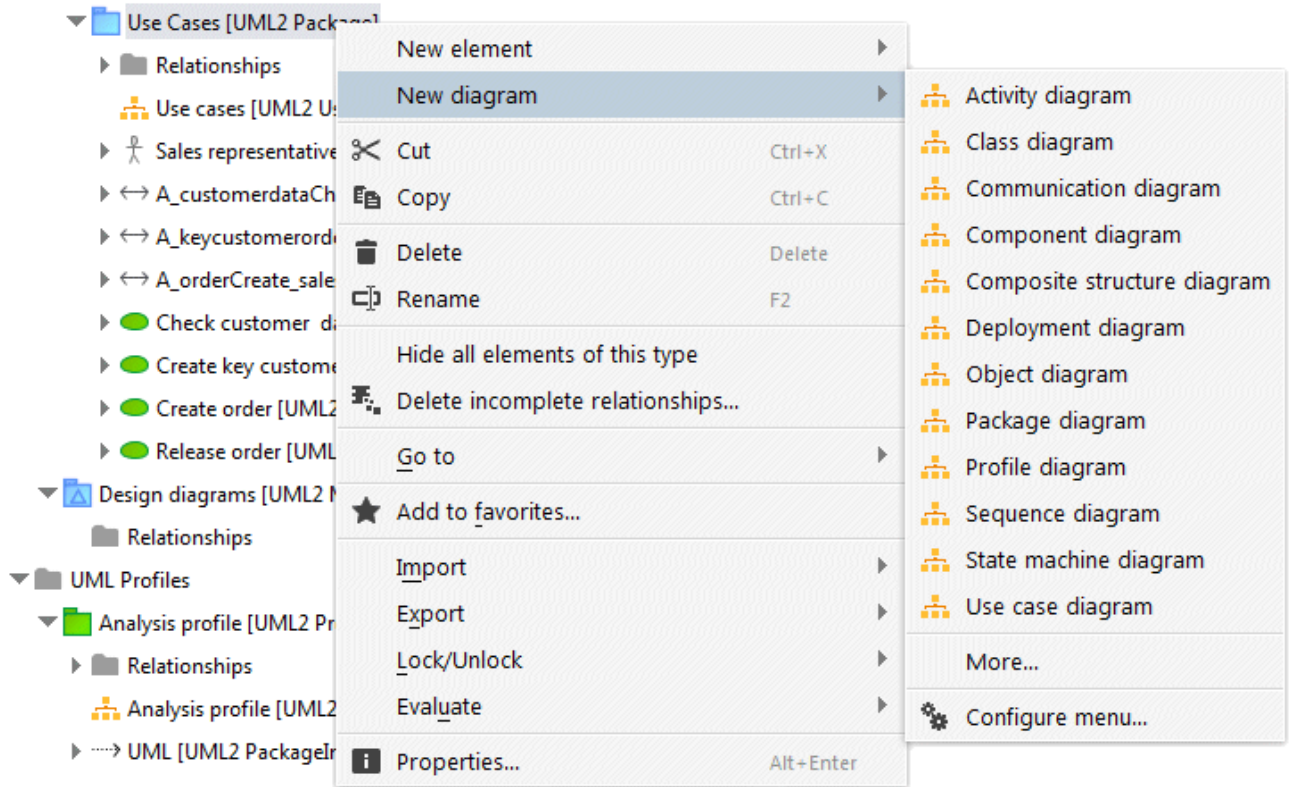 Use Cases [UML2 Package]
Relationships
Use cases [UML2 Us
Sales representative
A_customerdataCh
A_keycustomerord
A_orderCreate_sale
Check customer da
Create key custome
Create order [UML2
Release order [UML
Design diagrams [UML2 M
Relationships
UML Profiles
Analysis profile [UML2 Pr
Relationships
Analysis profile [UML2
UML [UML2 PackageIn
New element
New diagram
Cut Ctrl+X
Copy Ctrl+C
Delete Delete
Rename F2
Hide all elements of this type
Delete incomplete relationships...
Go to
Add to favorites...
Import
Export
Lock/Unlock
Evaluate
Properties... Alt+Enter
Activity diagram
Class diagram
Communication diagram
Component diagram
Composite structure diagram
Deployment diagram
Object diagram
Package diagram
Profile diagram
Sequence diagram
State machine diagram
Use case diagram
More...
Configure menu...